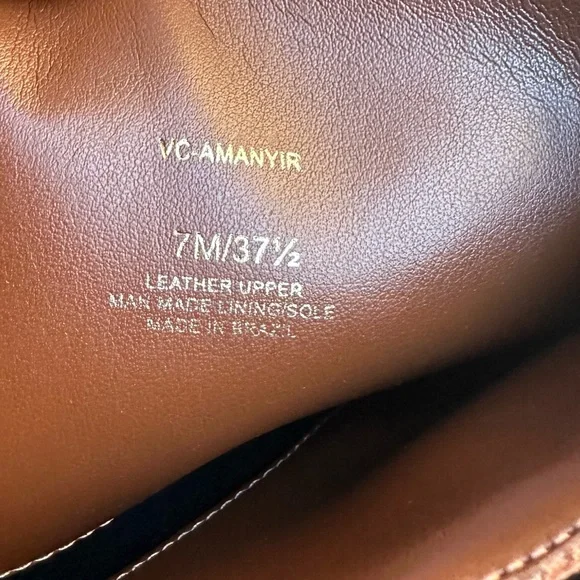 VC-AMANYIR
7M/37½
LEATHER UPPER
MAN MADE LINING/SOLE
MADE IN BRAZIL